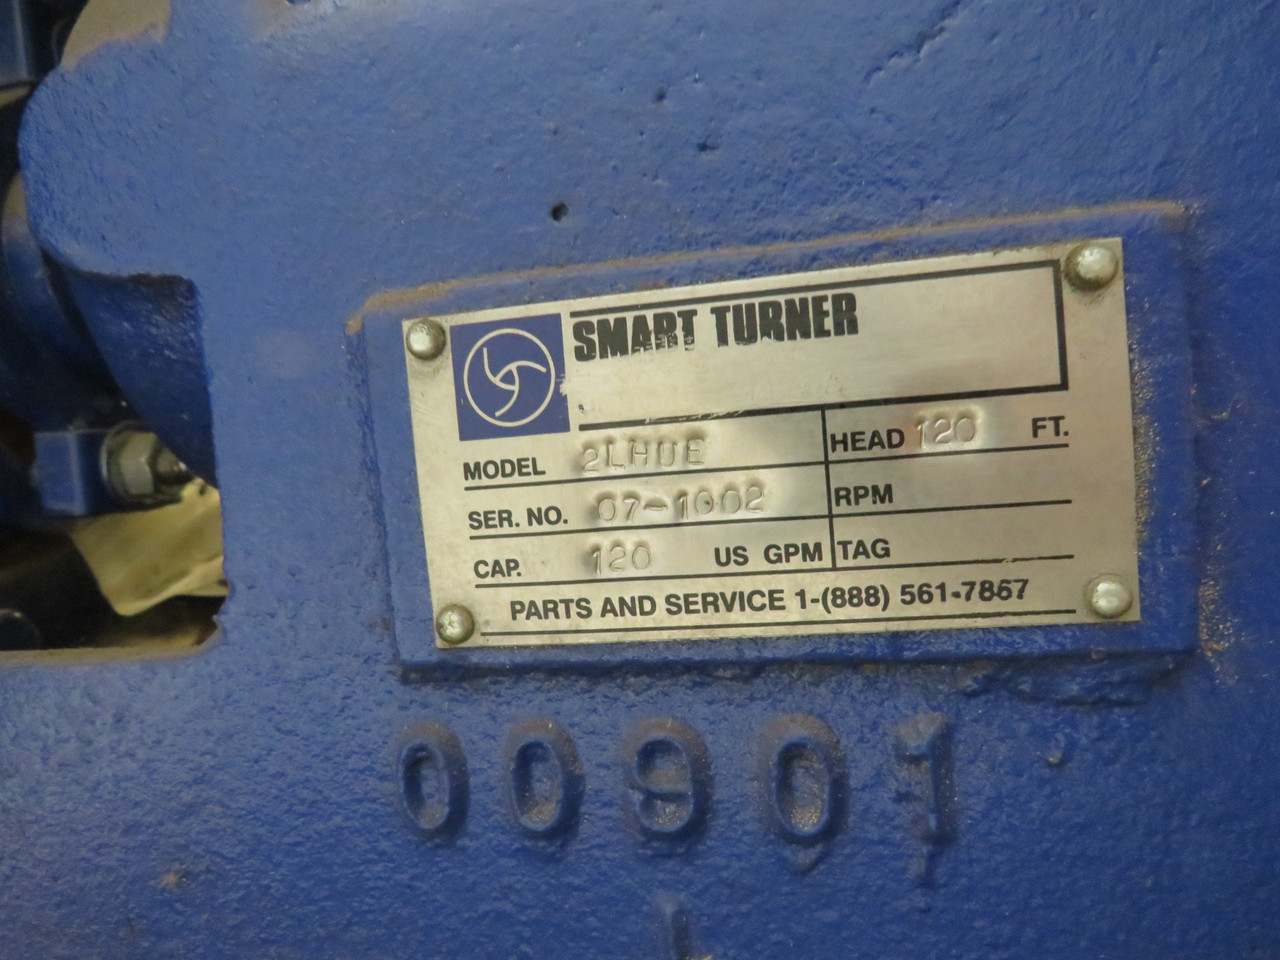 SMART TURNER
MODEL 2LHUE HEAD 120 FT.
SER. NO. 07-1002 RPM
CAP. 120 US GPM TAG
PARTS AND SERVICE 1-(888) 561-7867
00901